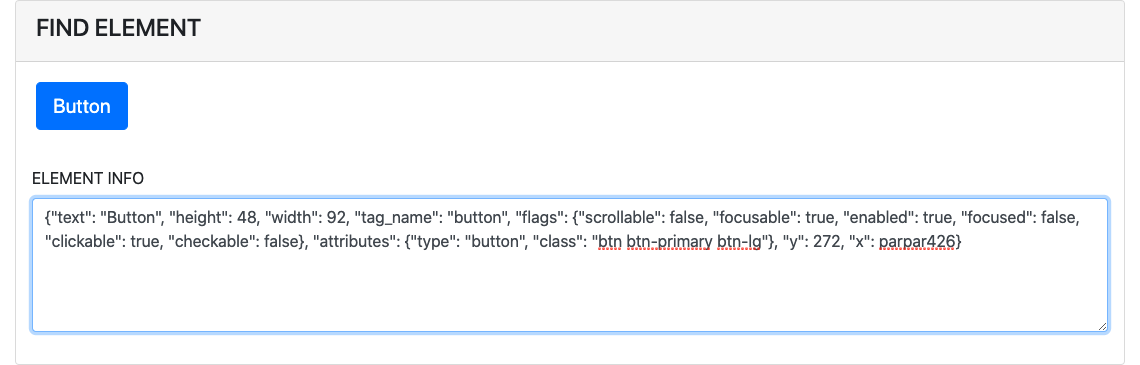 FIND ELEMENT
Button
ELEMENT INFO
{"text": "Button", "height": 48, "width": 92, "tag_name": "button", "flags": {"scrollable": false, "focusable": true, "enabled": true, "focused": false,
"clickable": true, "checkable": false}, "attributes": {"type": "button", "class": "btn btn-primary btn-lg"}, "y": 272, "x": parpar426}